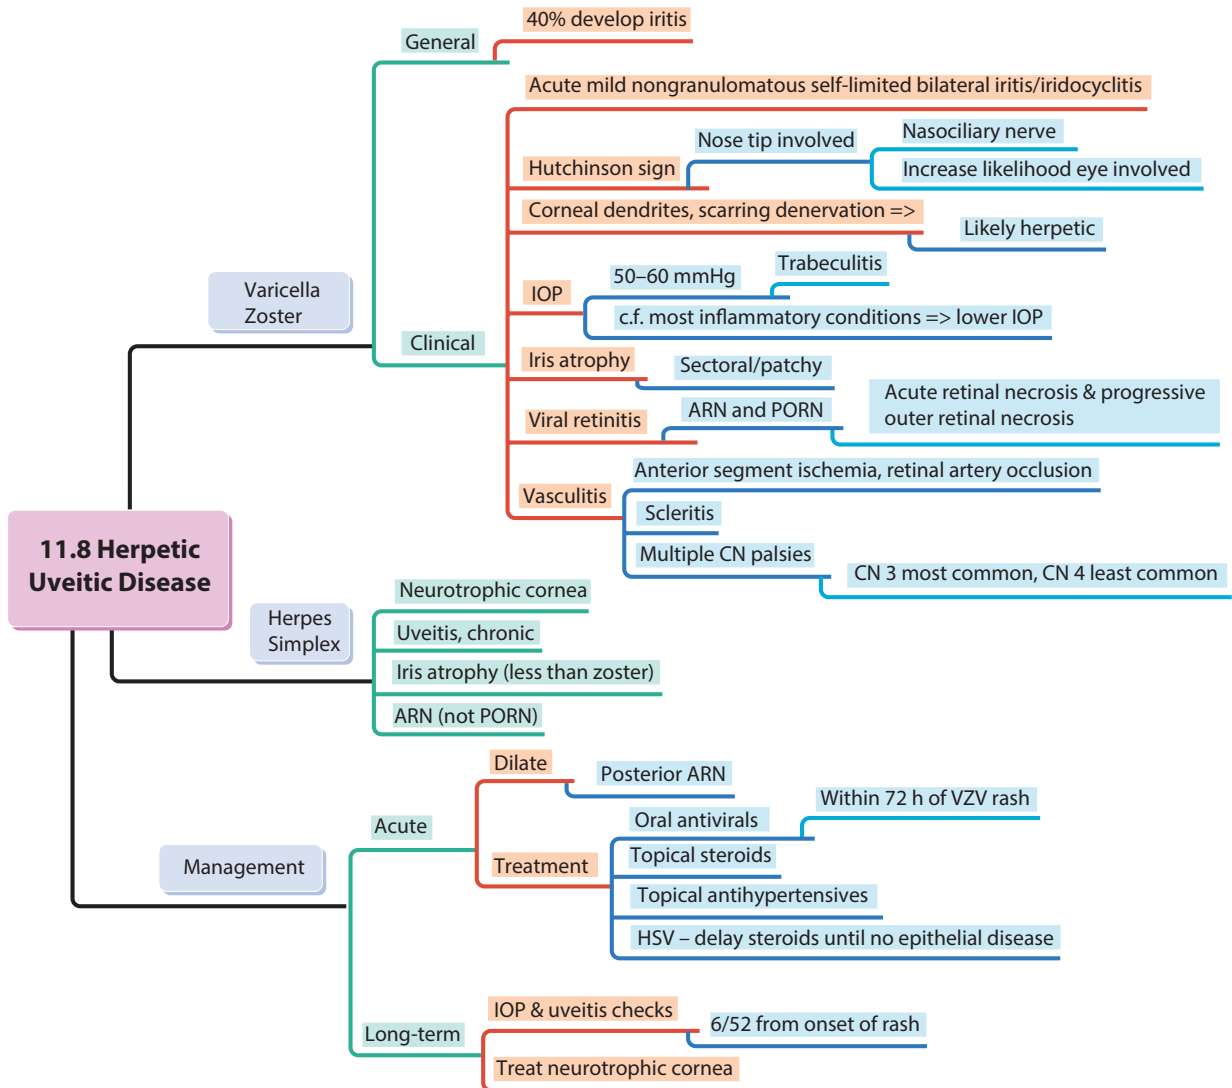 11.8 Herpetic
Uveitic Disease
Varicella
Zoster
General
40% develop iritis
Clinical
Acute mild nongranulomatous self-limited bilateral iritis/iridocyclitis
Hutchinson sign
Nose tip involved
Nasociliary nerve
Increase likelihood eye involved
Corneal dendrites, scarring denervation =>
Likely herpetic
IOP
50–60 mmHg
Trabeculitis
c.f. most inflammatory conditions => lower IOP
Iris atrophy
Sectoral/patchy
Viral retinitis
ARN and PORN
Acute retinal necrosis & progressive
outer retinal necrosis
Vasculitis
Anterior segment ischemia, retinal artery occlusion
Scleritis
Multiple CN palsies
CN 3 most common, CN 4 least common
Herpes
Simplex
Neurotrophic cornea
Uveitis, chronic
Iris atrophy (less than zoster)
ARN (not PORN)
Management
Acute
Dilate
Posterior ARN
Treatment
Oral antivirals
Within 72 h of VZV rash
Topical steroids
Topical antihypertensives
HSV – delay steroids until no epithelial disease
Long-term
IOP & uveitis checks
6/52 from onset of rash
Treat neurotrophic cornea